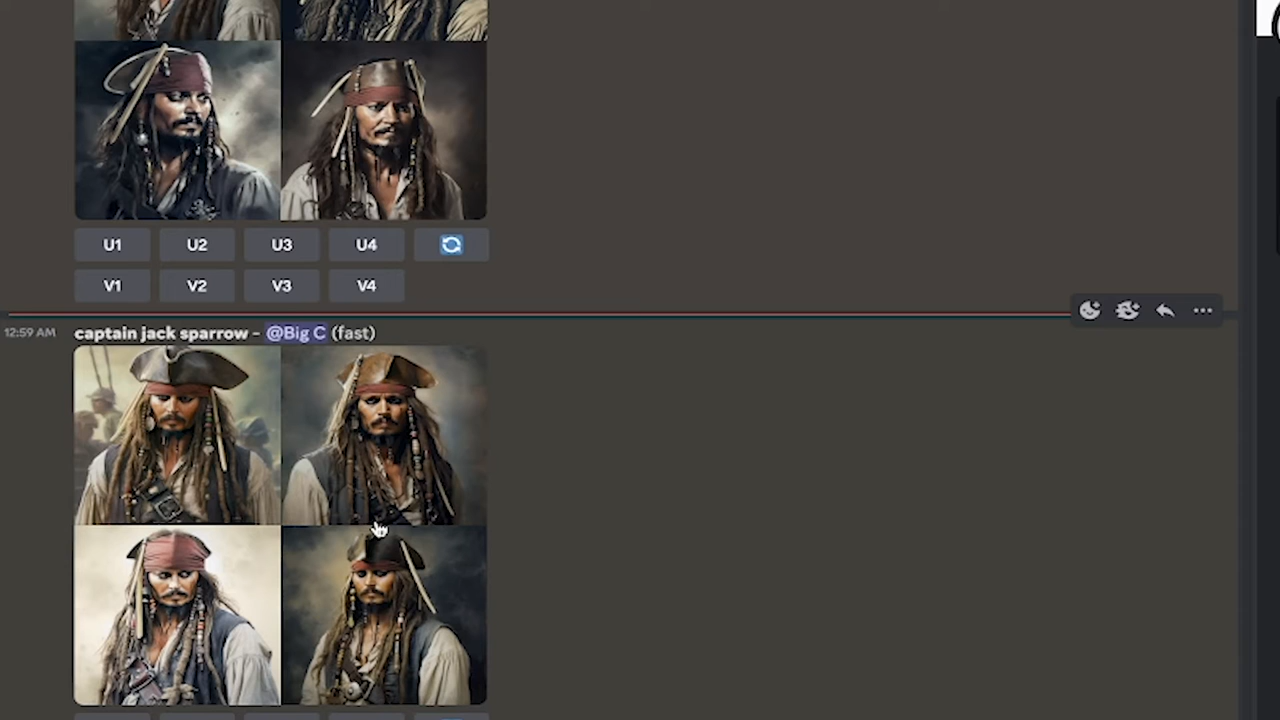 U1 U2 U3 U4
V1 V2 V3 V4
12:59 AM captain jack sparrow - @Big C (fast)